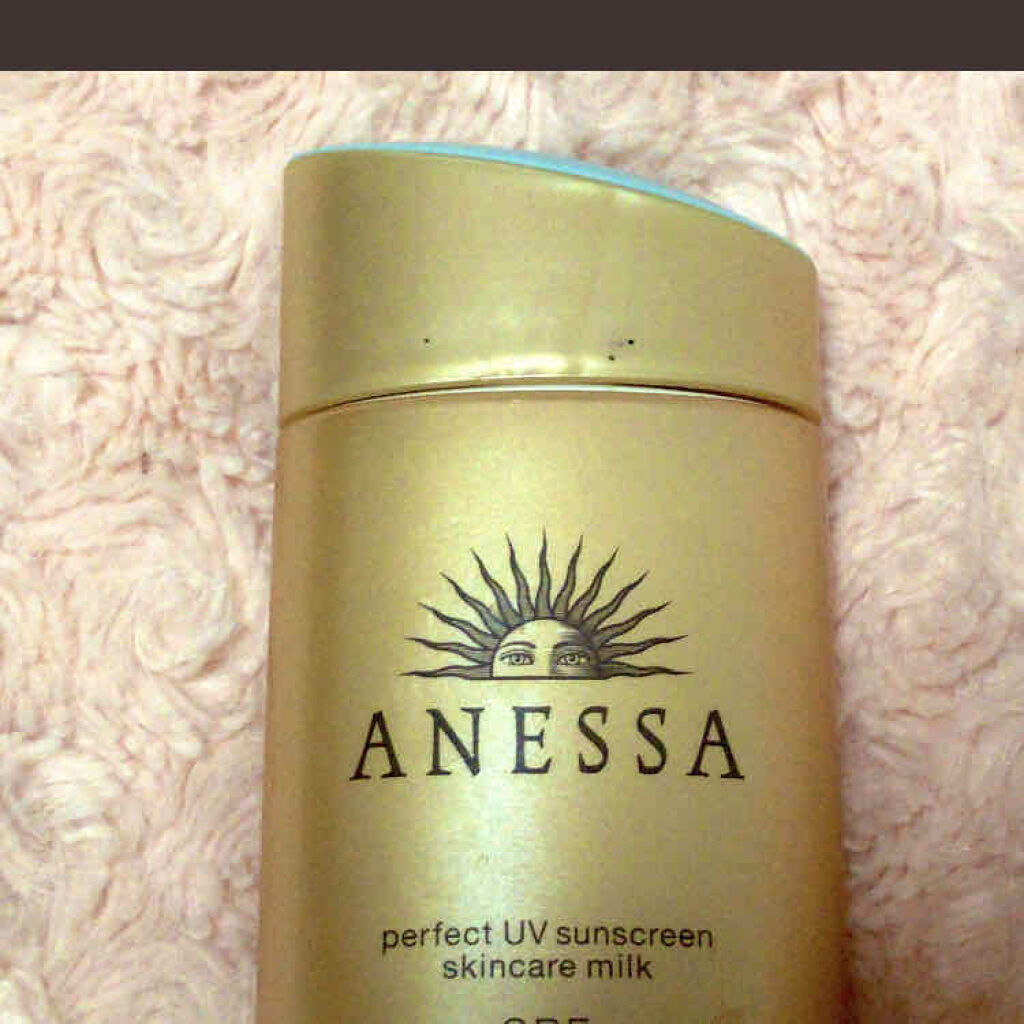 ANESSA
perfect UV sunscreen
skincare milk